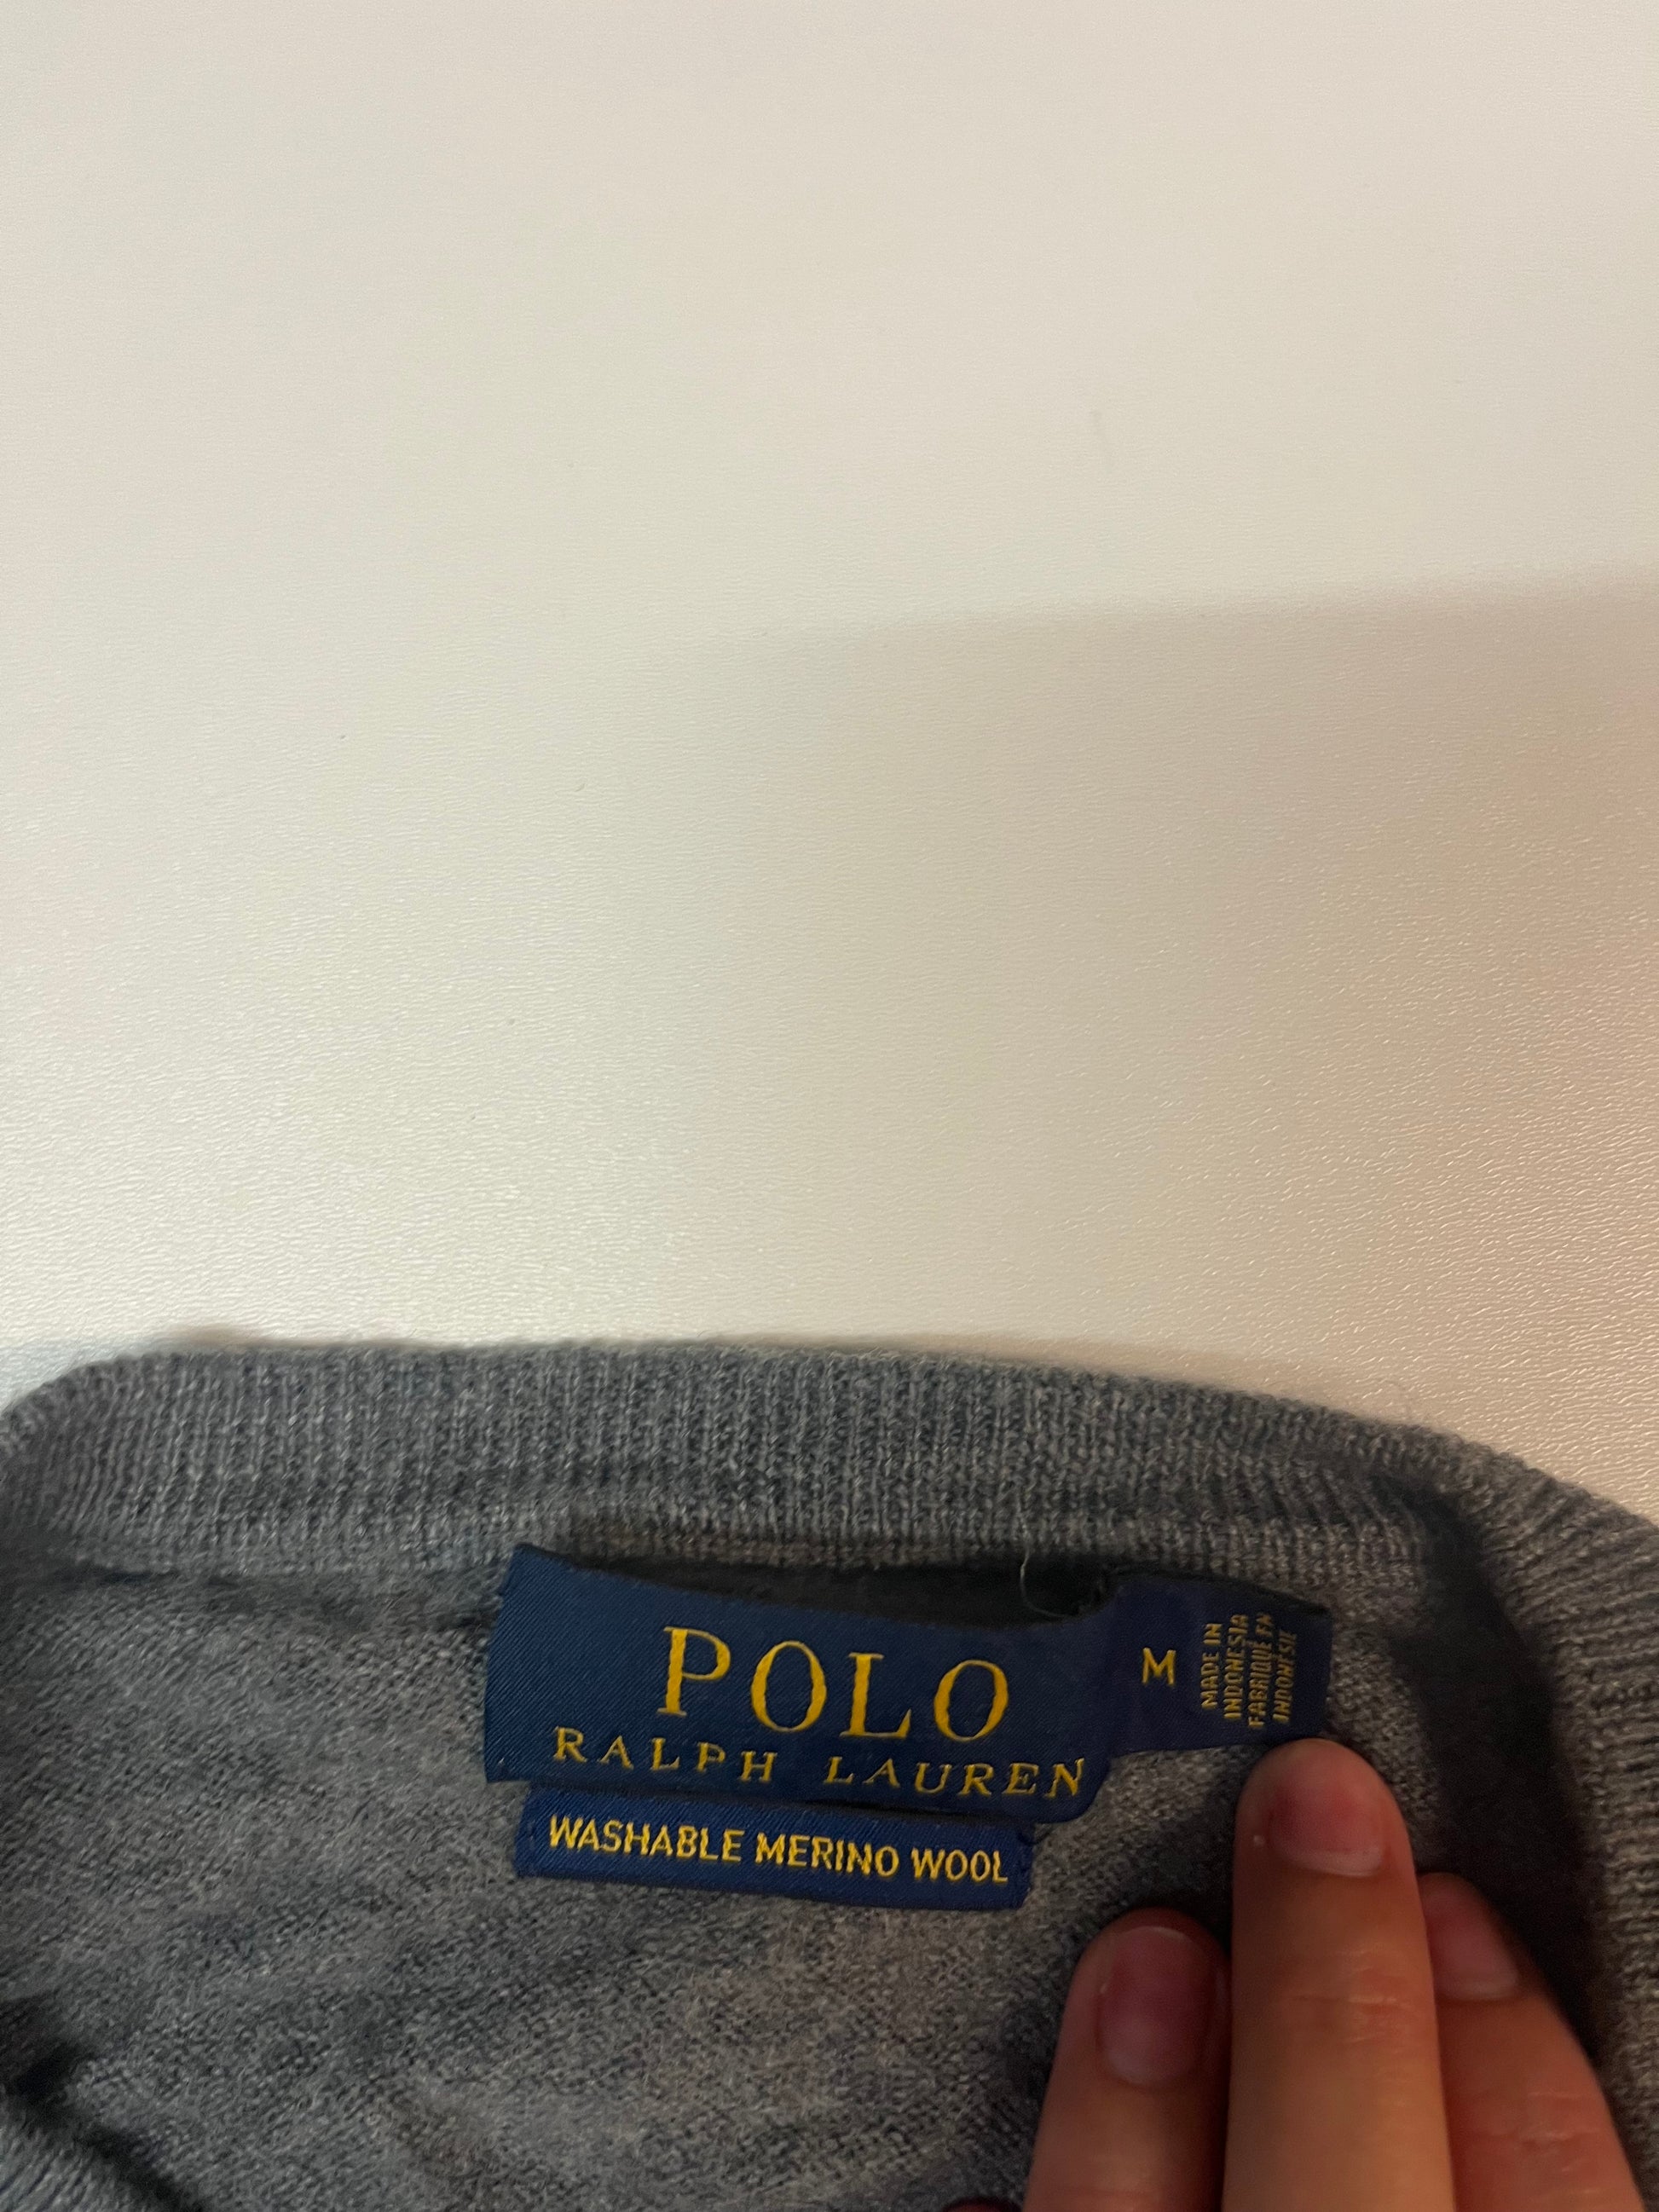 POLO
RALPH LAUREN
WASHABLE MERINO WOOL
M
MADE IN
INDONESIA
FABRIQUÉ EN
INDONÉSIE